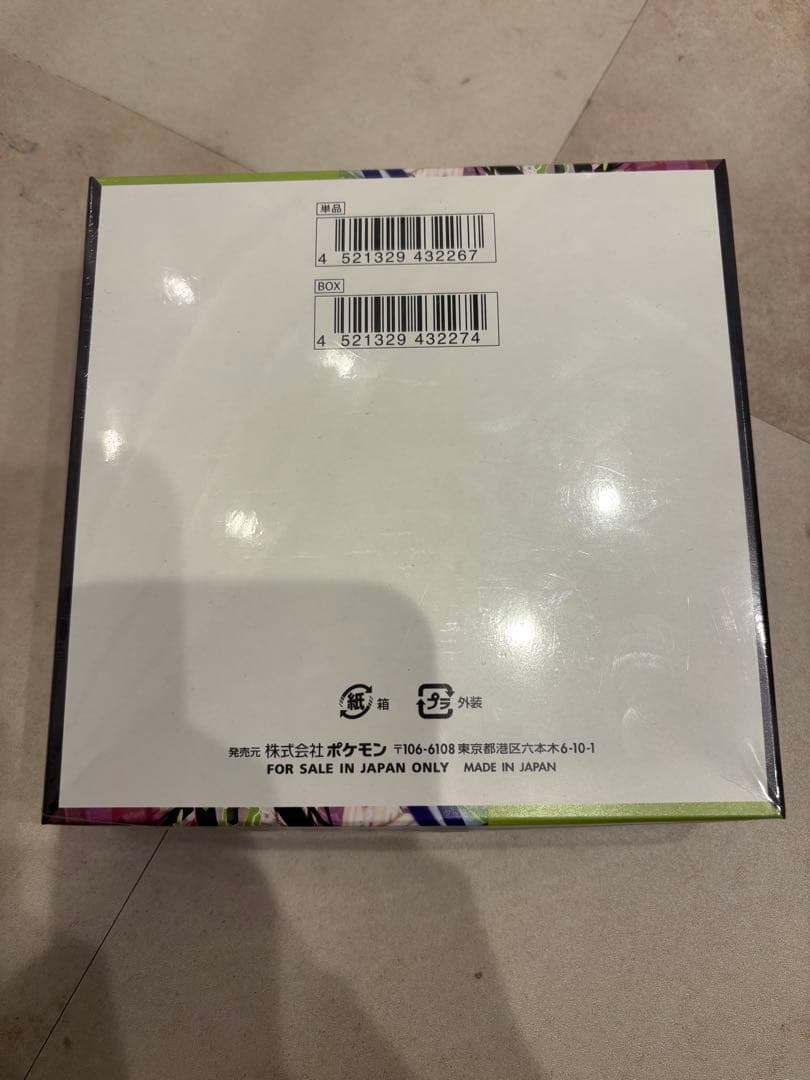 単品
4 521329 432267
BOX
4 521329 432274
紙 箱 プラ 外装
発売元 株式会社 ポケモン 〒106-6108 東京都港区六本木6-10-1
FOR SALE IN JAPAN ONLY MADE IN JAPAN